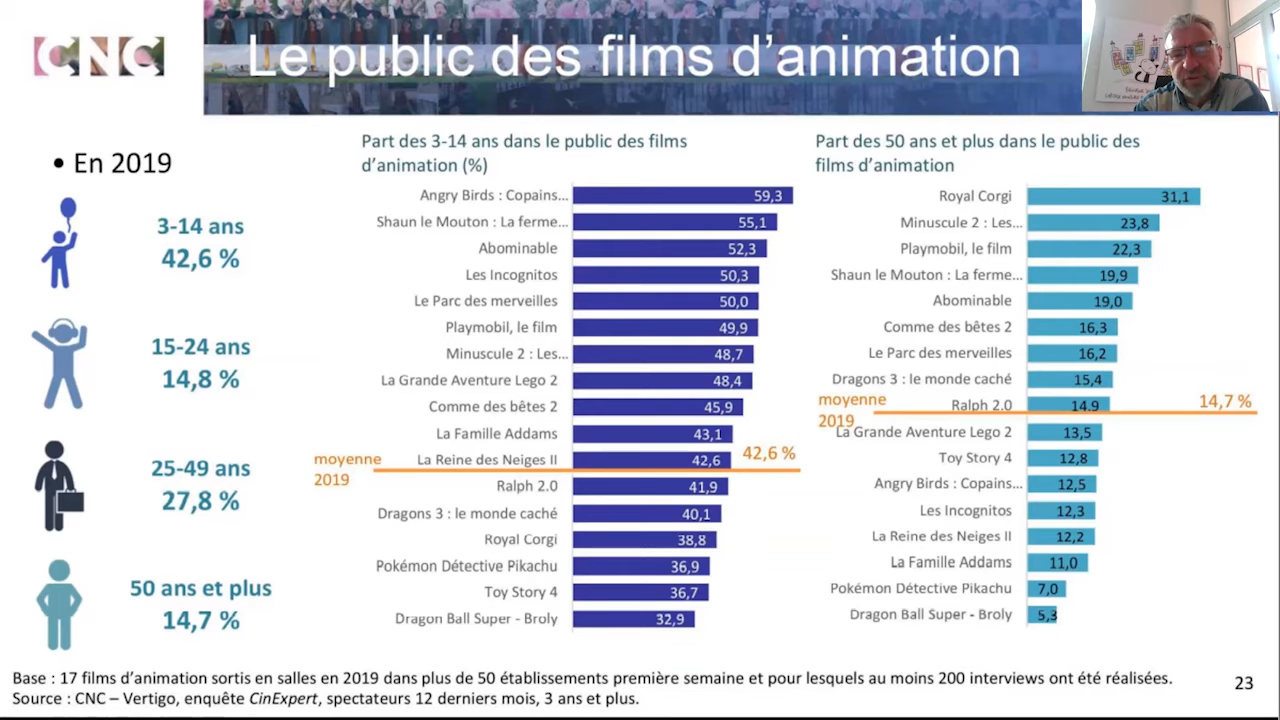 CNC
Le public des films d’animation
• En 2019
3-14 ans
42,6 %
15-24 ans
14,8 %
25-49 ans
27,8 %
50 ans et plus
14,7 %
Part des 3-14 ans dans le public des films
d’animation (%)
Angry Birds : Copains... 59,3
Shaun le Mouton : La ferme... 55,1
Abominable 52,3
Les Incognitos 50,3
Le Parc des merveilles 50,0
Playmobil, le film 49,9
Minuscule 2 : Les... 48,7
La Grande Aventure Lego 2 48,4
Comme des bêtes 2 45,9
La Famille Addams 43,1
La Reine des Neiges II 42,6
moyenne
2019
42,6 %
Ralph 2.0 41,9
Dragons 3 : le monde caché 40,1
Royal Corgi 38,8
Pokémon Détective Pikachu 36,9
Toy Story 4 36,7
Dragon Ball Super - Broly 32,9
Part des 50 ans et plus dans le public des
films d’animation
Royal Corgi 31,1
Minuscule 2 : Les... 23,8
Playmobil, le film 22,3
Shaun le Mouton : La ferme... 19,9
Abominable 19,0
Comme des bêtes 2 16,3
Le Parc des merveilles 16,2
Dragons 3 : le monde caché 15,4
Ralph 2.0 14,9
moyenne
2019
14,7 %
La Grande Aventure Lego 2 13,5
Toy Story 4 12,8
Angry Birds : Copains... 12,5
Les Incognitos 12,3
La Reine des Neiges II 12,2
La Famille Addams 11,0
Pokémon Détective Pikachu 7,0
Dragon Ball Super - Broly 5,3
Base : 17 films d’animation sortis en salles en 2019 dans plus de 50 établissements première semaine et pour lesquels au moins 200 interviews ont été réalisées.
Source : CNC – Vertigo, enquête CinExpert, spectateurs 12 derniers mois, 3 ans et plus.
23